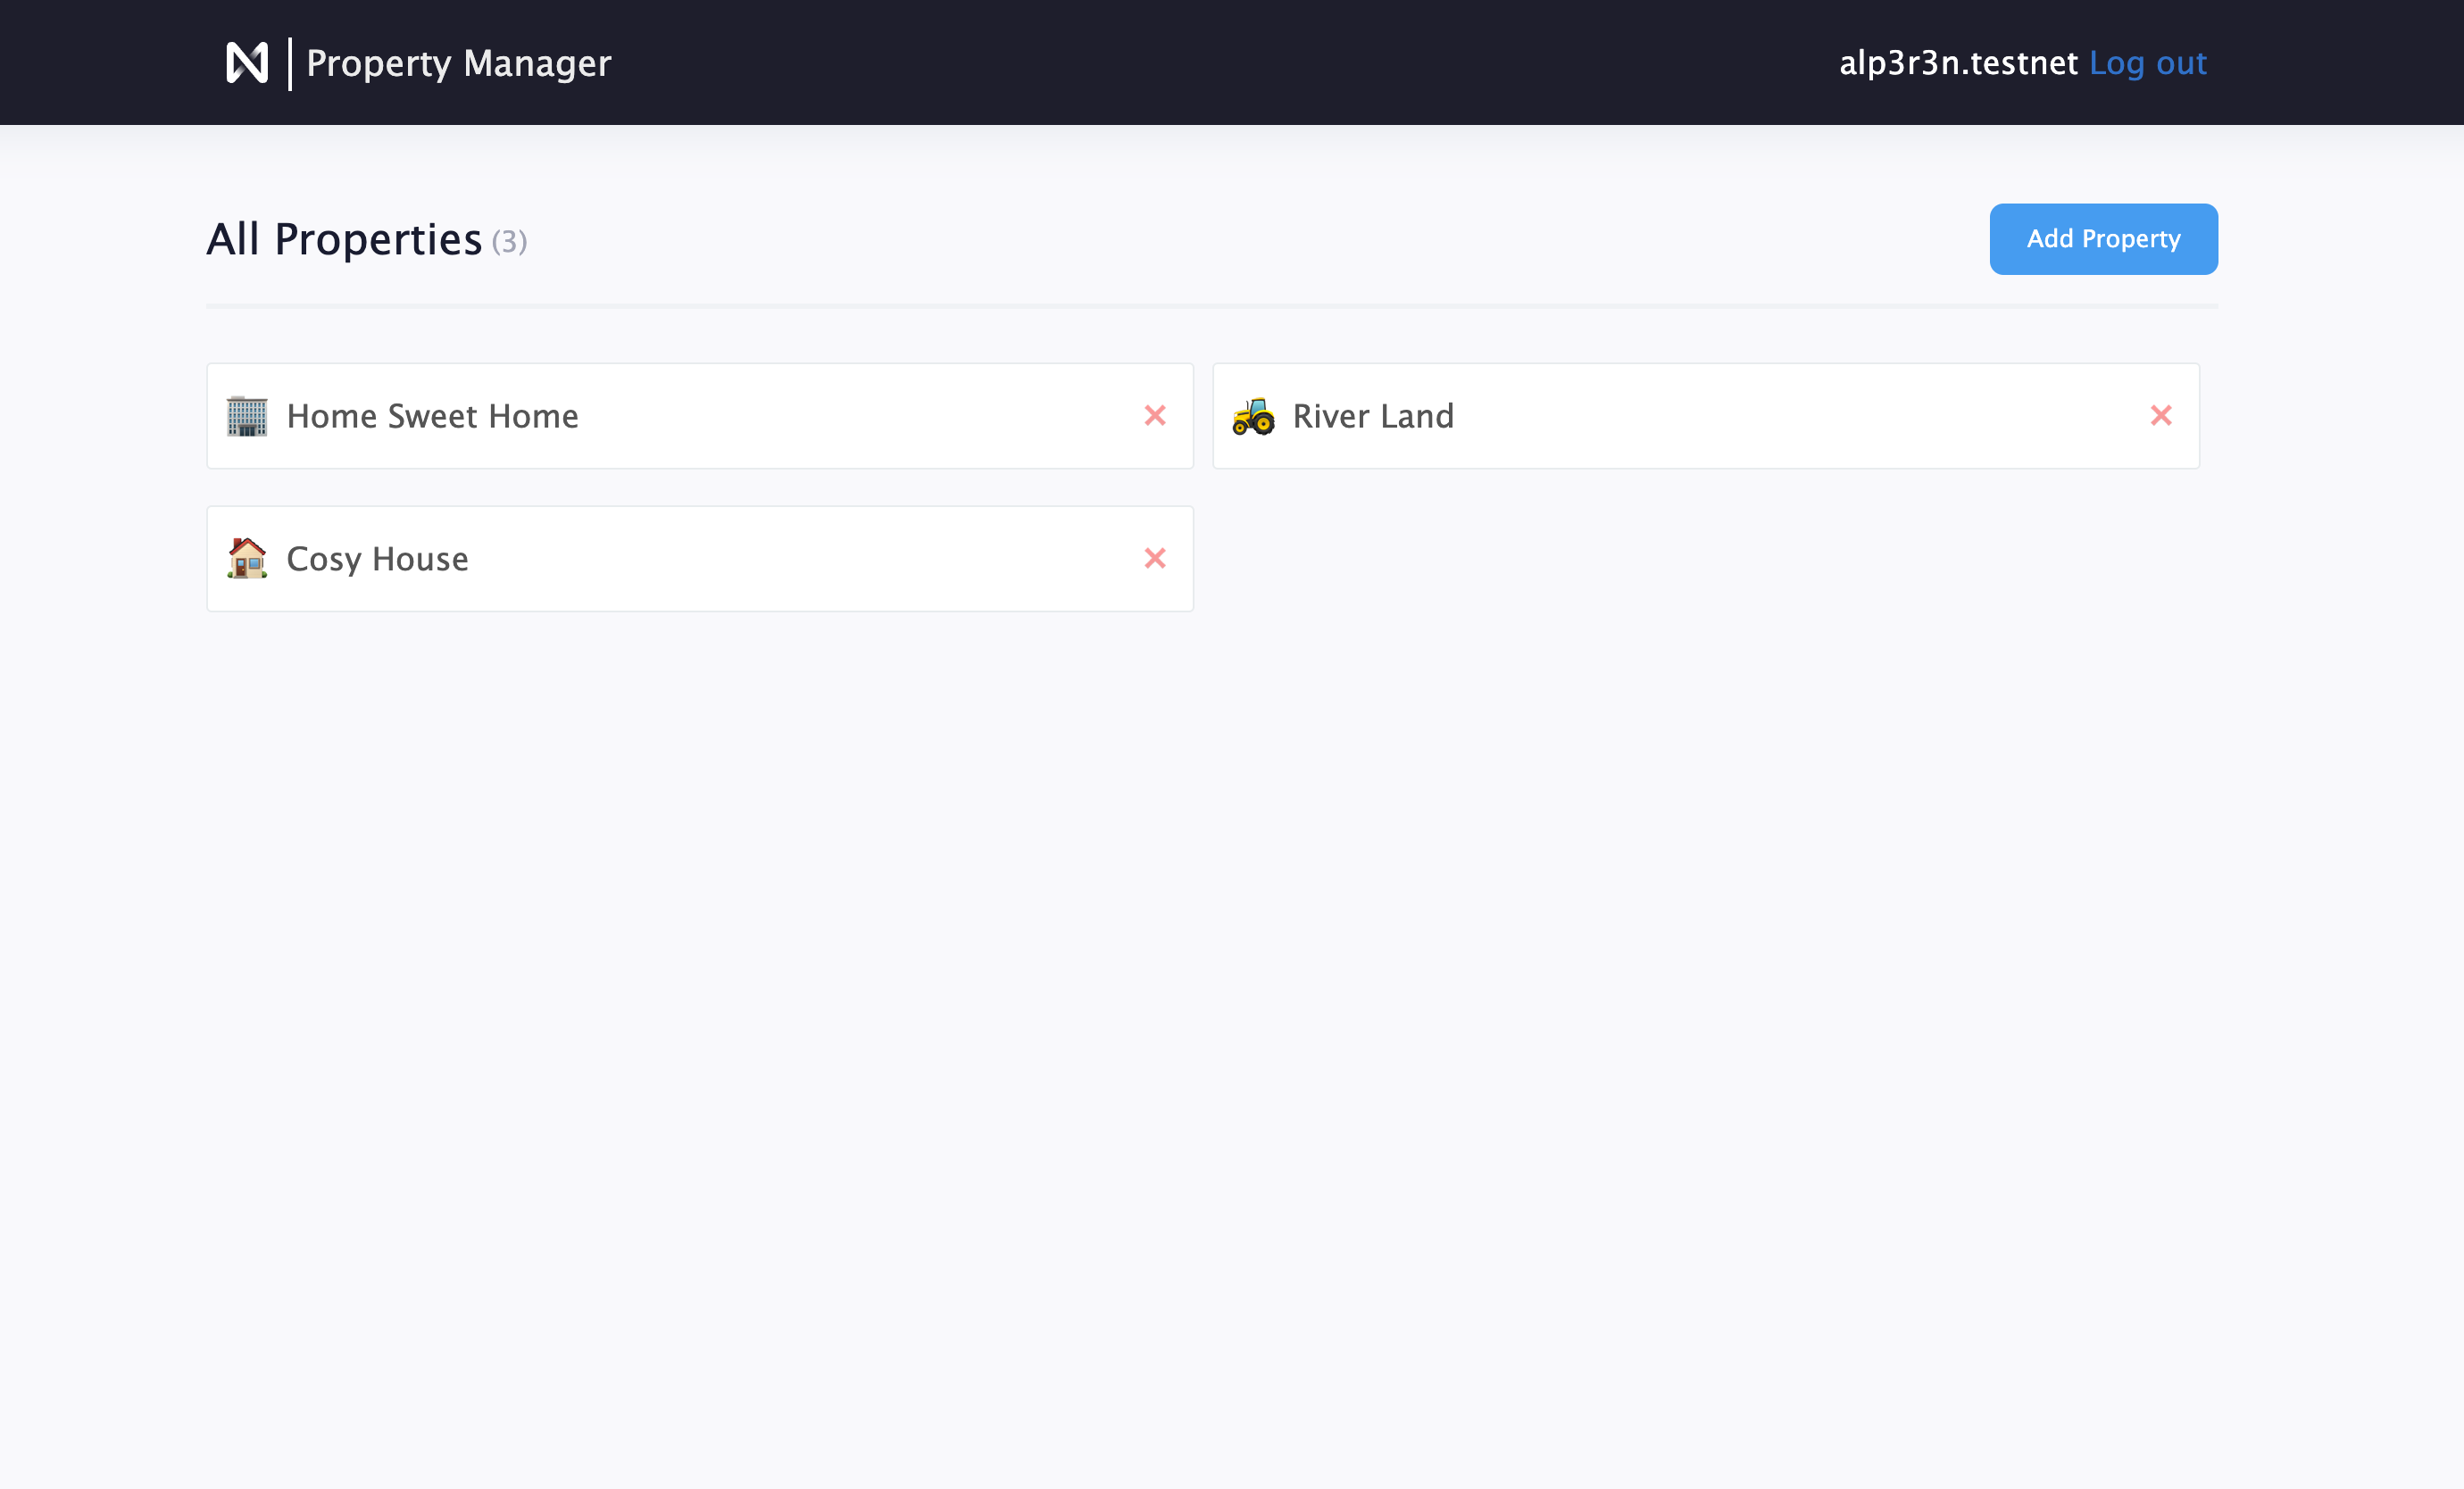 Property Manager
alp3r3n.testnet Log out
All Properties (3)
Add Property
Home Sweet Home
River Land
Cosy House